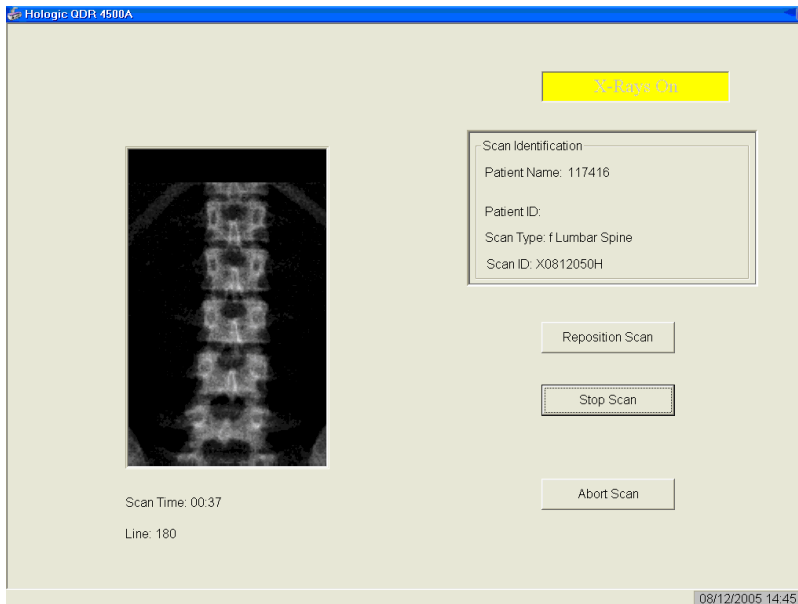 Hologic QDR 4500A
X-Rays On
Scan Identification
Patient Name: 117416
Patient ID:
Scan Type: f Lumbar Spine
Scan ID: X0812050H
Reposition Scan
Stop Scan
Abort Scan
Scan Time: 00:37
Line: 180
08/12/2005 14:45